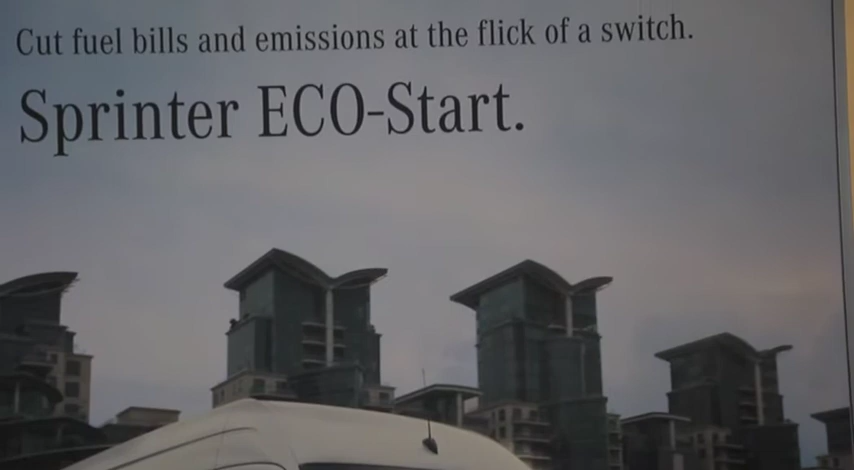 Cut fuel bills and emissions at the flick of a switch.
Sprinter ECO-Start.